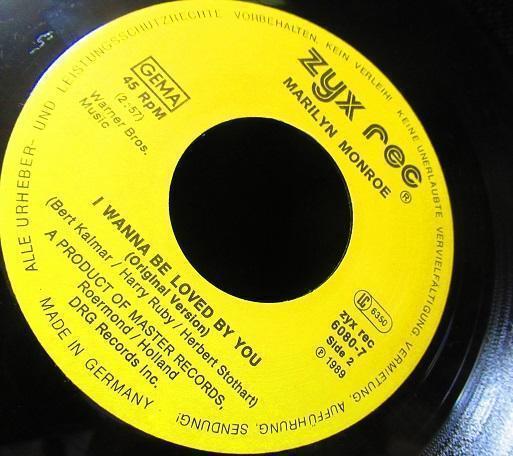 ALLE URHEBER- UND LEISTUNGSSCHUTZRECHTE VORBEHALTEN. KEIN VERLEIH! KEINE UNERLAUBTE VERVIELFÄLTIGUNG, VERMIETUNG, AUFFÜHRUNG, SENDUNG!
zyx rec ®
MARILYN MONROE
GEMA
45 RPM
(2:57)
Warner Bros.
Music
I WANNA BE LOVED BY YOU
(original Version)
(Bert Kalmar / Harry Ruby / Herbert Stothart)
A PRODUCT OF MASTER RECORDS,
Roermond / Holland
DRG Records Inc.
LC 6350
zyx rec
6080-7
Side 2
℗ 1989
MADE IN GERMANY